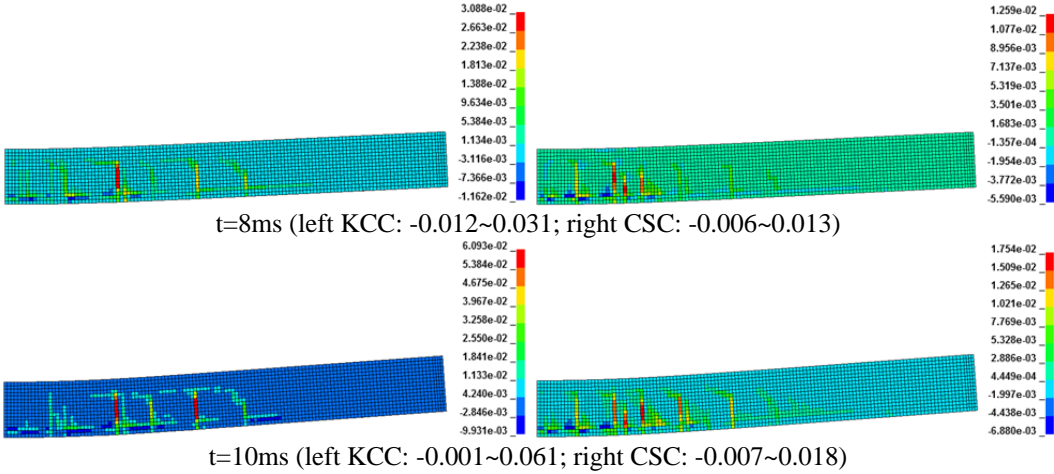 3.088e-02
2.663e-02
2.238e-02
1.813e-02
1.388e-02
9.634e-03
5.384e-03
1.134e-03
-3.116e-03
-7.366e-03
-1.162e-02
1.259e-02
1.077e-02
8.956e-03
7.137e-03
5.319e-03
3.501e-03
1.683e-03
-1.357e-04
-1.954e-03
-3.772e-03
-5.590e-03
t=8ms (left KCC: -0.012~0.031; right CSC: -0.006~0.013)
6.093e-02
5.384e-02
4.675e-02
3.967e-02
3.258e-02
2.550e-02
1.841e-02
1.133e-02
4.240e-03
-2.846e-03
-9.931e-03
1.754e-02
1.509e-02
1.265e-02
1.021e-02
7.769e-03
5.328e-03
2.886e-03
4.449e-04
-1.997e-03
-4.438e-03
-6.880e-03
t=10ms (left KCC: -0.001~0.061; right CSC: -0.007~0.018)